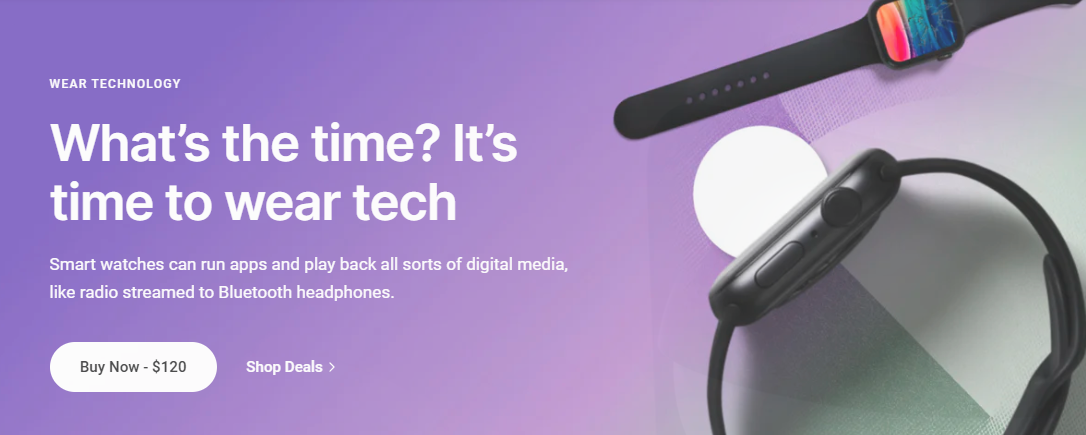 WEAR TECHNOLOGY
What’s the time? It’s
time to wear tech
Smart watches can run apps and play back all sorts of digital media,
like radio streamed to Bluetooth headphones.
Buy Now - $120
Shop Deals >